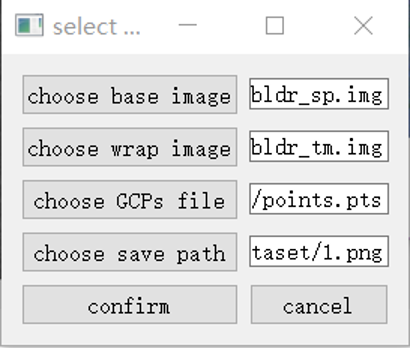 select ...
choose base image bldr_sp.img
choose wrap image bldr_tm.img
choose GCPs file /points.pts
choose save path taset/1.png
confirm cancel